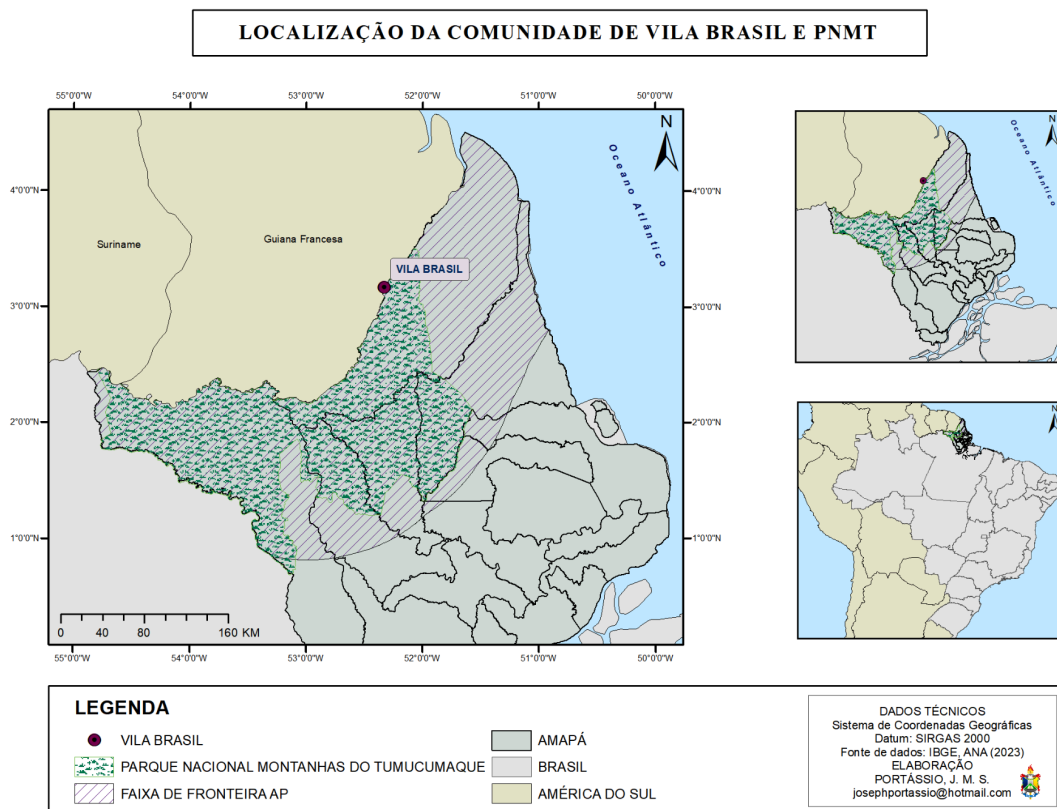 LOCALIZAÇÃO DA COMUNIDADE DE VILA BRASIL E PNMT
55°0'0"W 54°0'0"W 53°0'0"W 52°0'0"W 51°0'0"W 50°0'0"W
N
Oceano Atlântico
4°0'0"N
4°0'0"N
Suriname
Guiana Francesa
VILA BRASIL
3°0'0"N
3°0'0"N
2°0'0"N
2°0'0"N
1°0'0"N
1°0'0"N
0 40 80 160 KM
55°0'0"W 54°0'0"W 53°0'0"W 52°0'0"W 51°0'0"W 50°0'0"W
N
Oceano Atlântico
N
LEGENDA
VILA BRASIL
PARQUE NACIONAL MONTANHAS DO TUMUCUMAQUE
FAIXA DE FRONTEIRA AP
AMAPÁ
BRASIL
AMÉRICA DO SUL
DADOS TÉCNICOS
Sistema de Coordenadas Geográficas
Datum: SIRGAS 2000
Fonte de dados: IBGE, ANA (2023)
ELABORAÇÃO
PORTÁSSIO, J. M. S.
josephportassio@hotmail.com